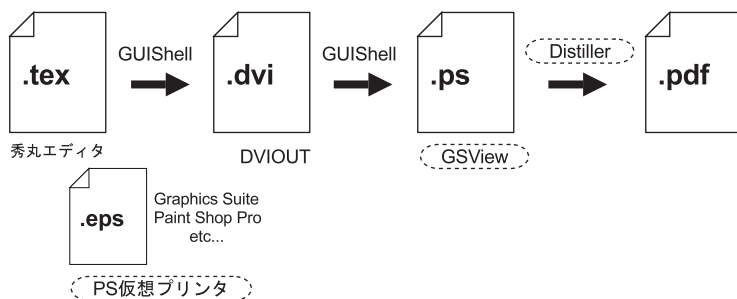 GUIShell
GUIShell
Distiller
.tex
.dvi
.ps
.pdf
秀丸エディタ
DVIOUT
GSView
.eps
Graphics Suite
Paint Shop Pro
etc...
PS仮想プリンタ